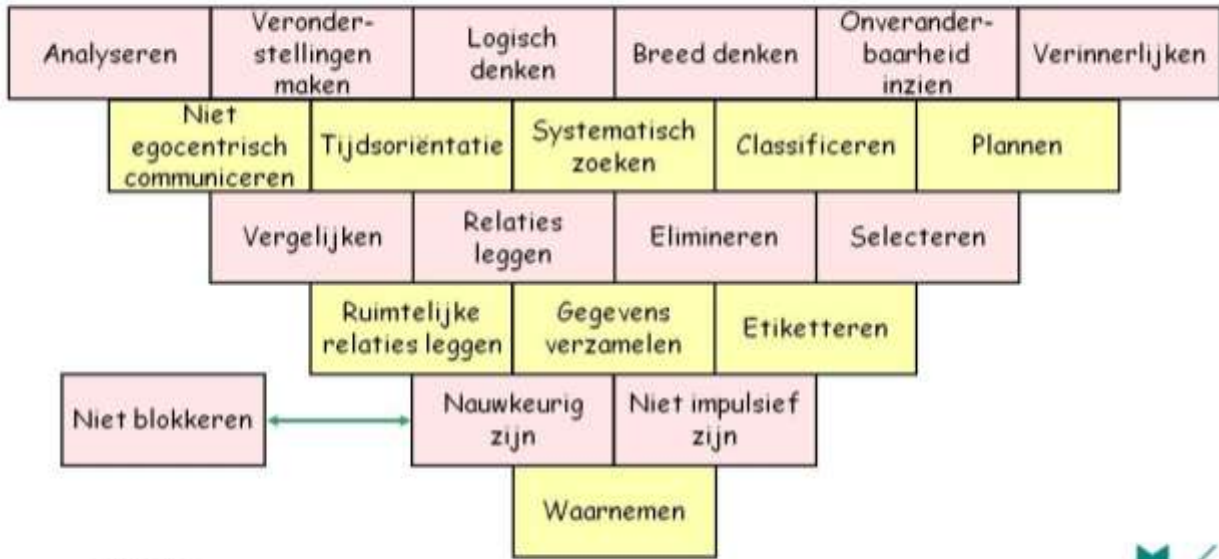 Analyseren
Veronder-
stellingen
maken
Logisch
denken
Breed denken
Onverander-
baarheid
inzien
Verinnerlijken
Niet
egocentrisch
communiceren
Tijdsoriëntatie
Systematisch
zoeken
Classificeren
Plannen
Vergelijken
Relaties
leggen
Elimineren
Selecteren
Ruimtelijke
relaties leggen
Gegevens
verzamelen
Etiketteren
Niet blokkeren
Nauwkeurig
zijn
Niet impulsief
zijn
Waarnemen